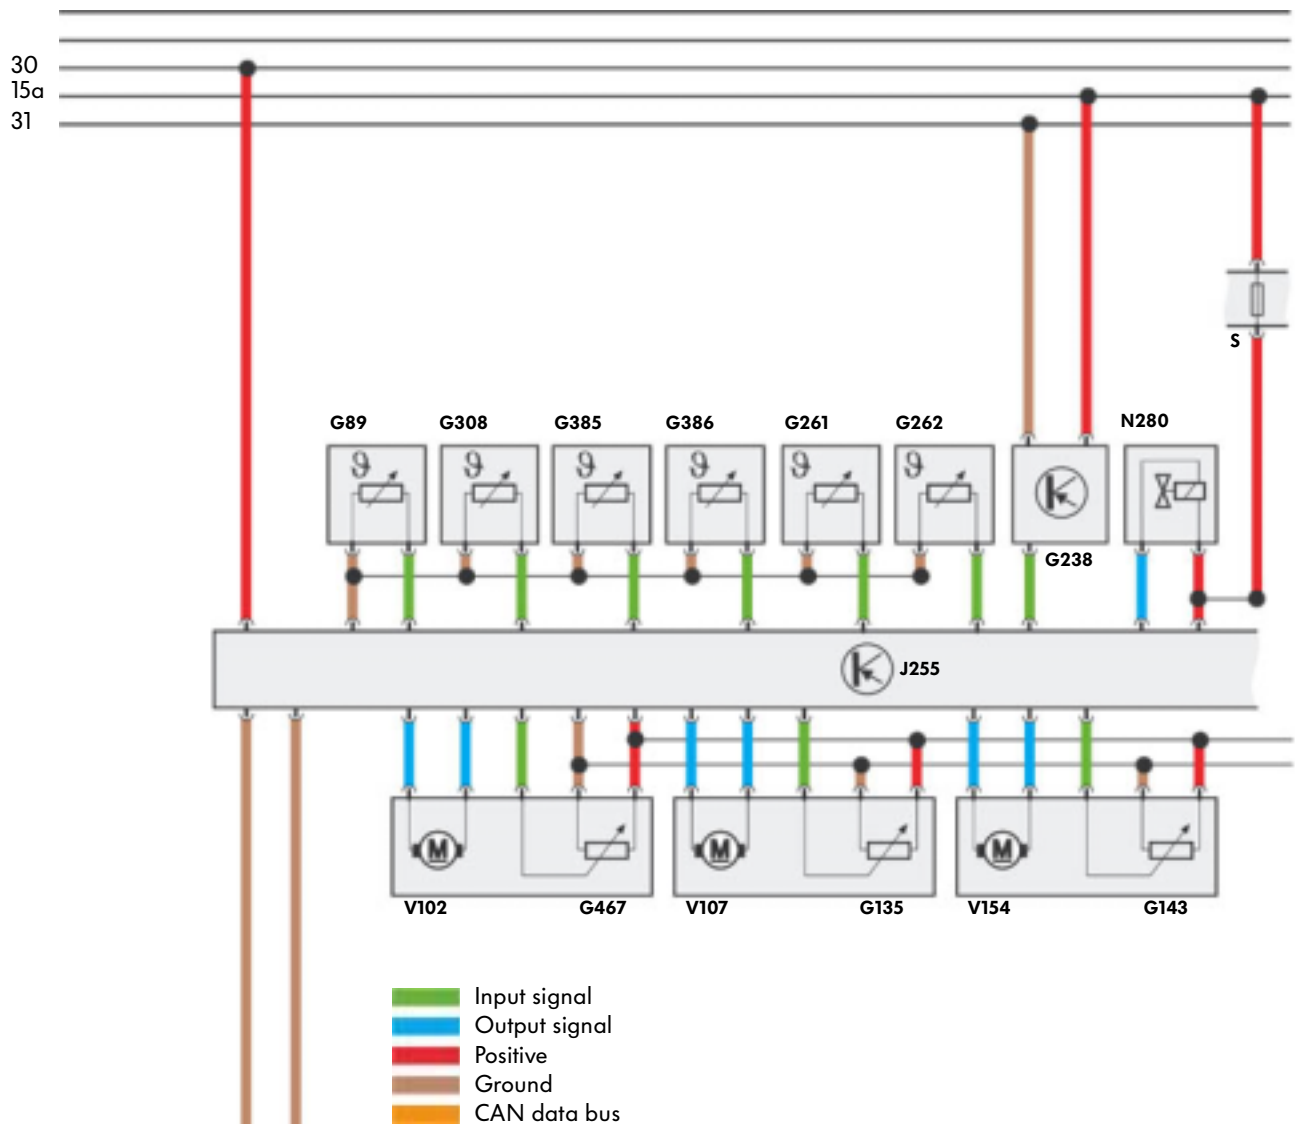 30
15a
31
S
G89 G308 G385 G386 G261 G262 N280
G238
J255
M M M
V102 G467 V107 G135 V154 G143
Input signal
Output signal
Positive
Ground
CAN data bus